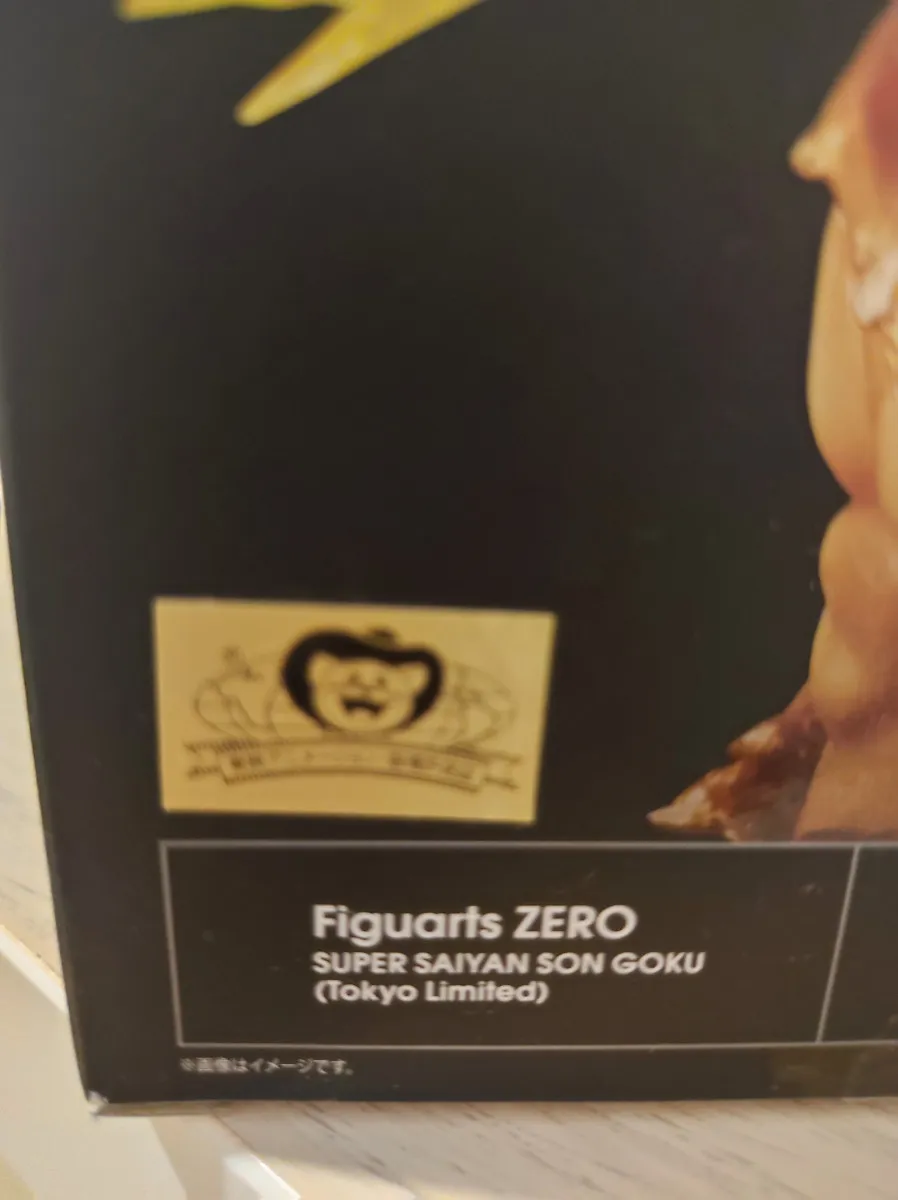 Figuarts ZERO
SUPER SAIYAN SON GOKU
(Tokyo Limited)
※画像はイメージです。